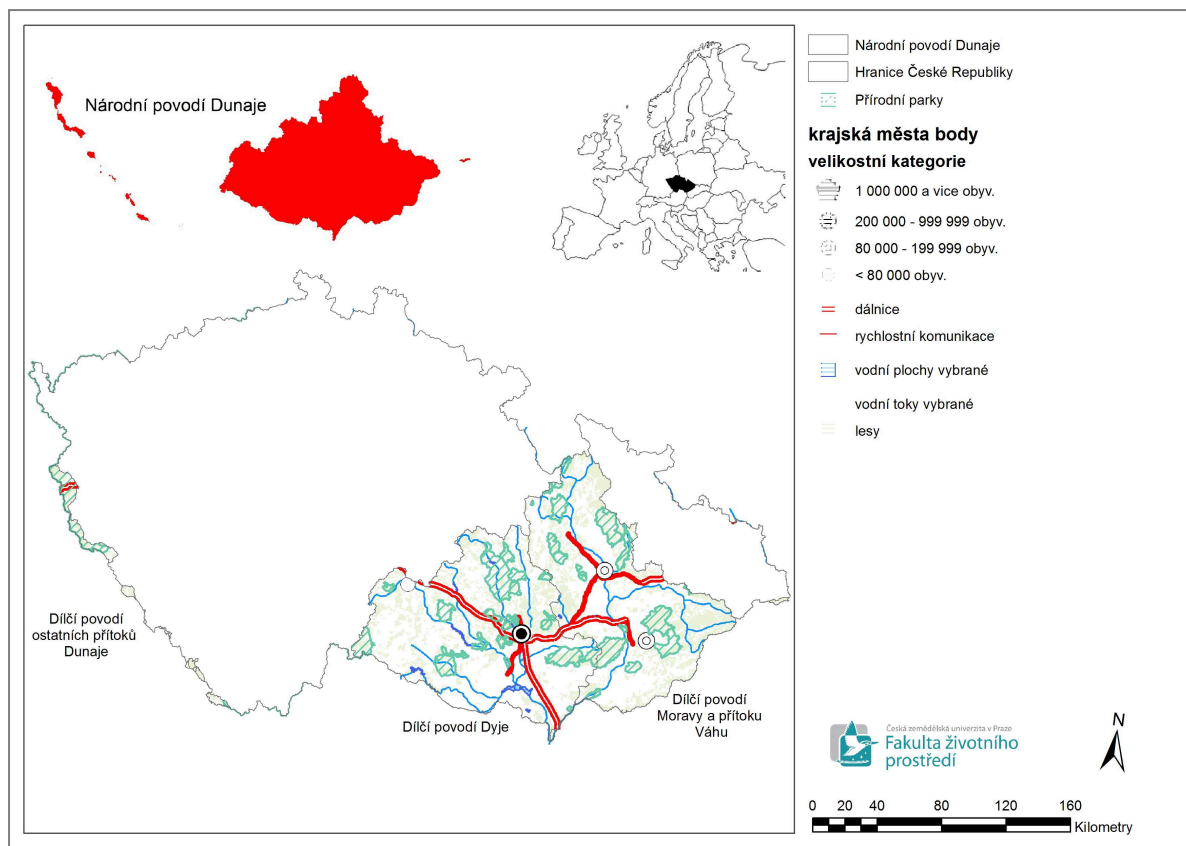 Národní povodí Dunaje
Dílčí povodí
ostatních přítoků
Dunaje
Dílčí povodí Dyje
Dílčí povodí
Moravy a přítoku
Váhu
Národní povodí Dunaje
Hranice České Republiky
Přírodní parky
krajská města body
velikostní kategorie
1 000 000 a vice obyv.
200 000 - 999 999 obyv.
80 000 - 199 999 obyv.
< 80 000 obyv.
dálnice
rychlostní komunikace
vodní plochy vybrané
vodní toky vybrané
lesy
Česká zemědělská univerzita v Praze
Fakulta životního
prostředí
N
0 20 40 80 120 160
Kilometry